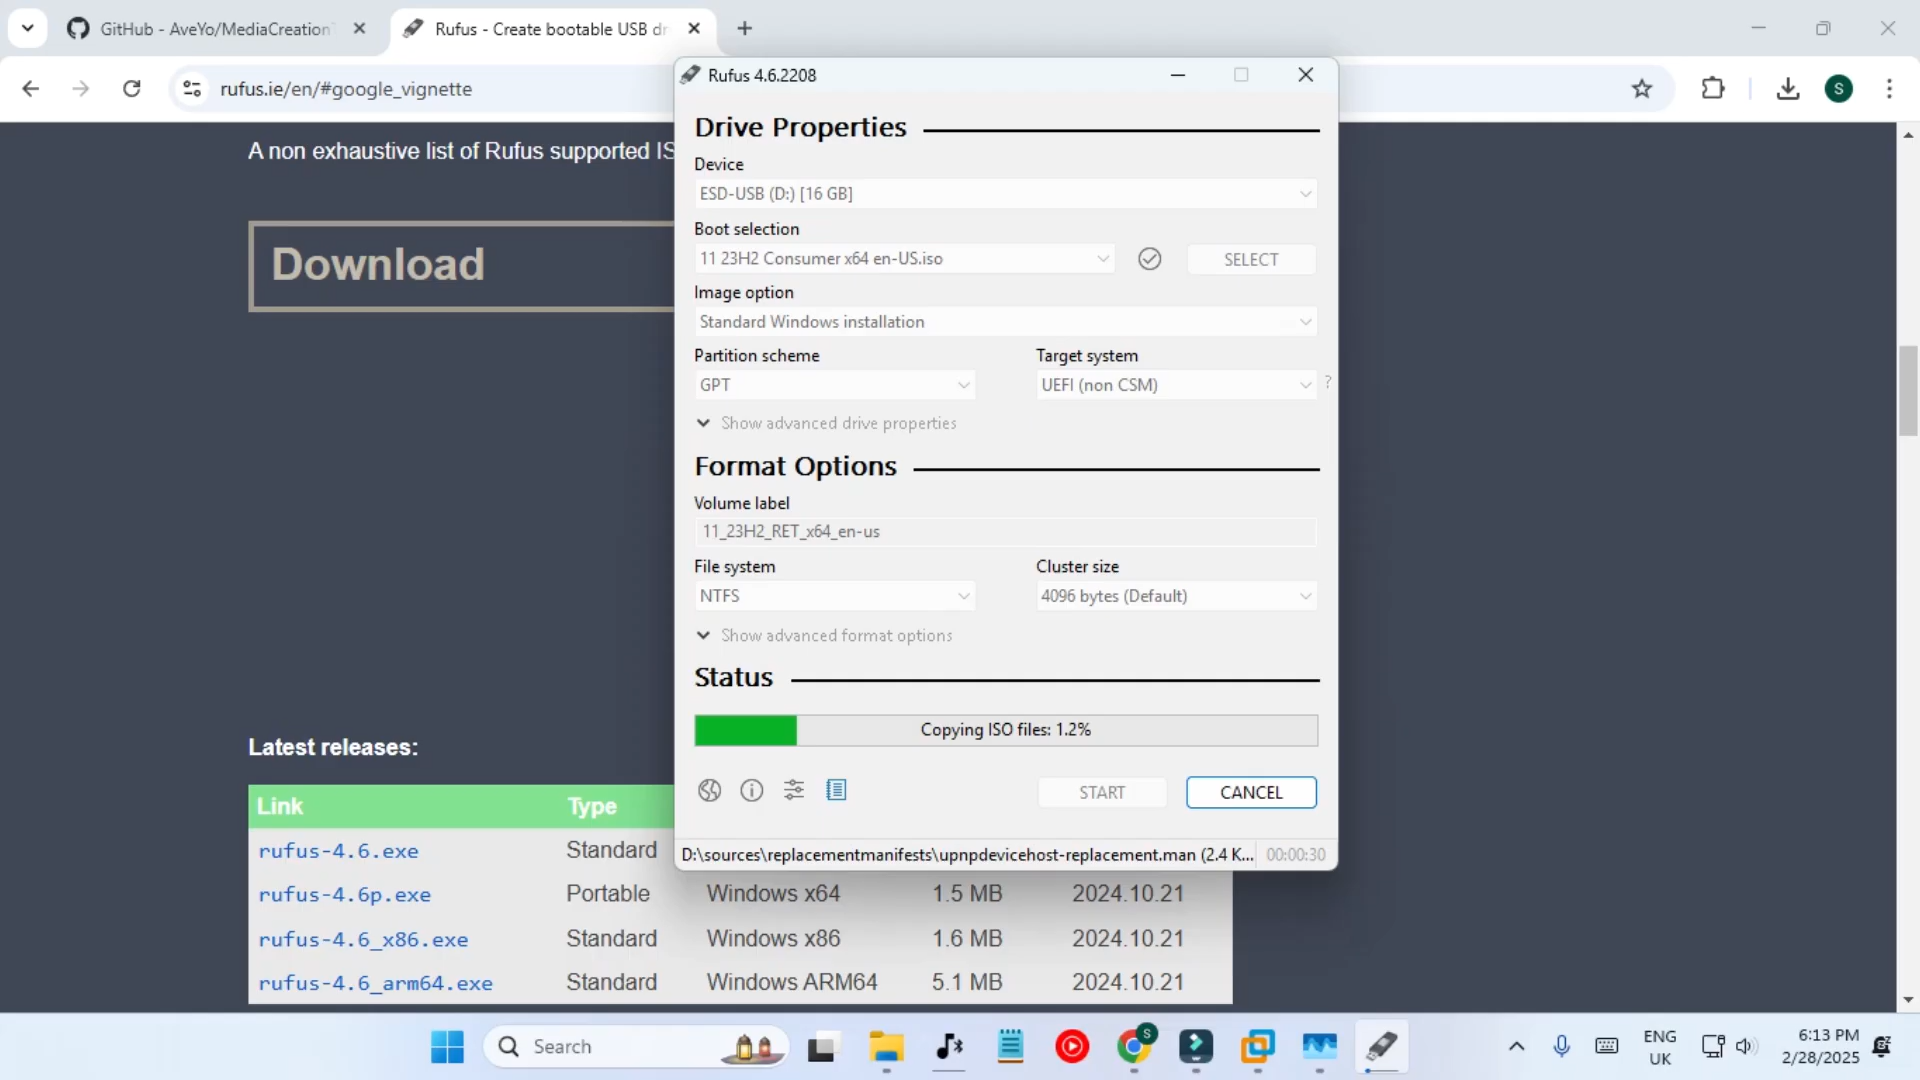 GitHub - AveYo/MediaCreation
Rufus - Create bootable USB dr
rufus.ie/en/#google_vignette
S
A non exhaustive list of Rufus supported IS
Download
Latest releases:
Link Type
rufus-4.6.exe Standard
rufus-4.6p.exe Portable Windows x64 1.5 MB 2024.10.21
rufus-4.6_x86.exe Standard Windows x86 1.6 MB 2024.10.21
rufus-4.6_arm64.exe Standard Windows ARM64 5.1 MB 2024.10.21
Rufus 4.6.2208
Drive Properties
Device
ESD-USB (D:) [16 GB]
Boot selection
11 23H2 Consumer x64 en-US.iso
SELECT
Image option
Standard Windows installation
Partition scheme Target system
GPT UEFI (non CSM) ?
Show advanced drive properties
Format Options
Volume label
11_23H2_RET_x64_en-us
File system Cluster size
NTFS 4096 bytes (Default)
Show advanced format options
Status
Copying ISO files: 1.2%
START CANCEL
D:\sources\replacementmanifests\upnpdevicehost-replacement.man (2.4 K... 00:00:30
Search
S
ENG
UK
6:13 PM
2/28/2025